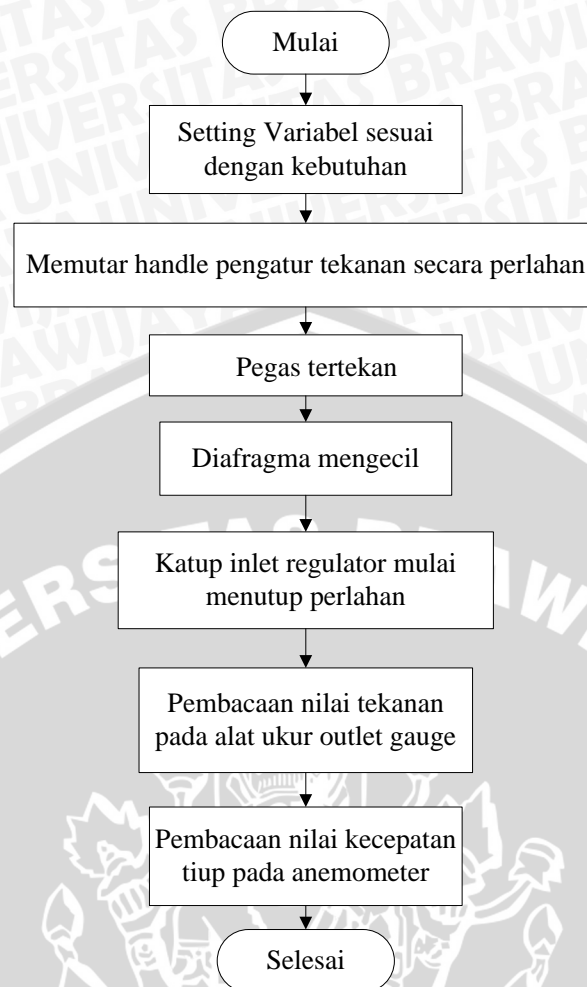 Mulai
Setting Variabel sesuai
dengan kebutuhan
Memutar handle pengatur tekanan secara perlahan
Pegas tertekan
Diafragma mengecil
Katup inlet regulator mulai
menutup perlahan
Pembacaan nilai tekanan
pada alat ukur outlet gauge
Pembacaan nilai kecepatan
tiup pada anemometer
Selesai